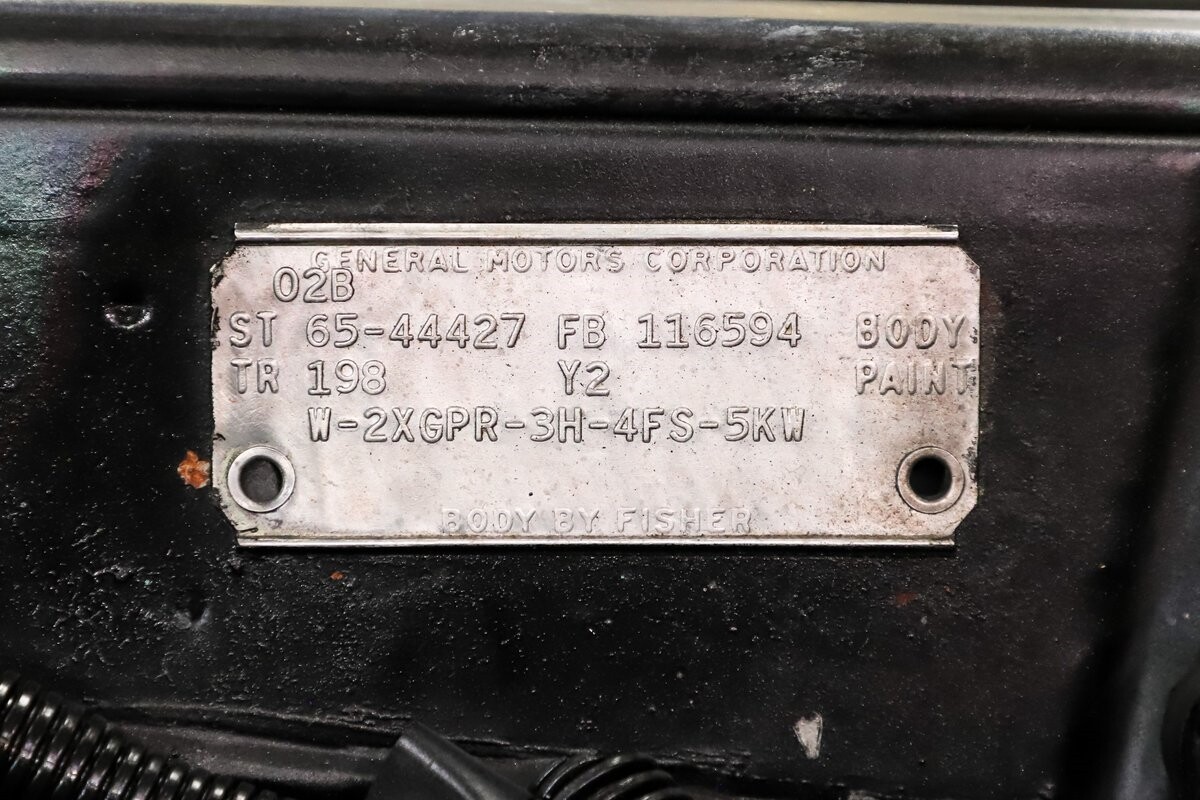 GENERAL MOTORS CORPORATION
02B
ST 65-44427 FB 116594 BODY
TR 198 Y2 PAINT
W-2XGPR-3H-4FS-5KW
BODY BY FISHER